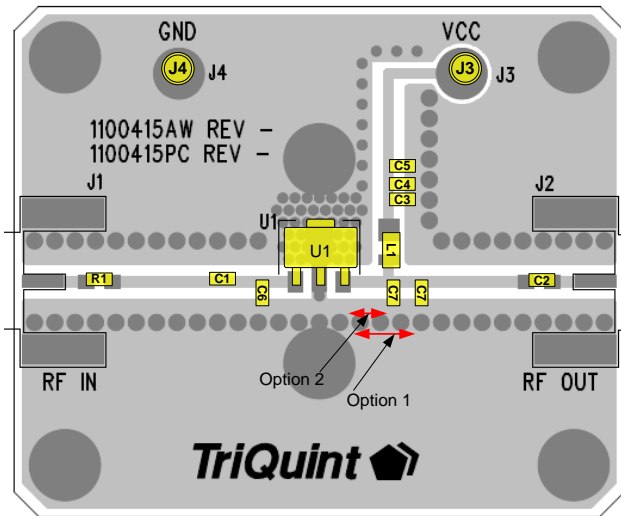 GND
VCC
J4
J4
J3
J3
1100415AW REV -
1100415PC REV -
C5
C4
C3
J1
J2
U1
U1
L1
R1
C1
C6
C7
C7
C2
Option 2
Option 1
RF IN
RF OUT
TriQuint